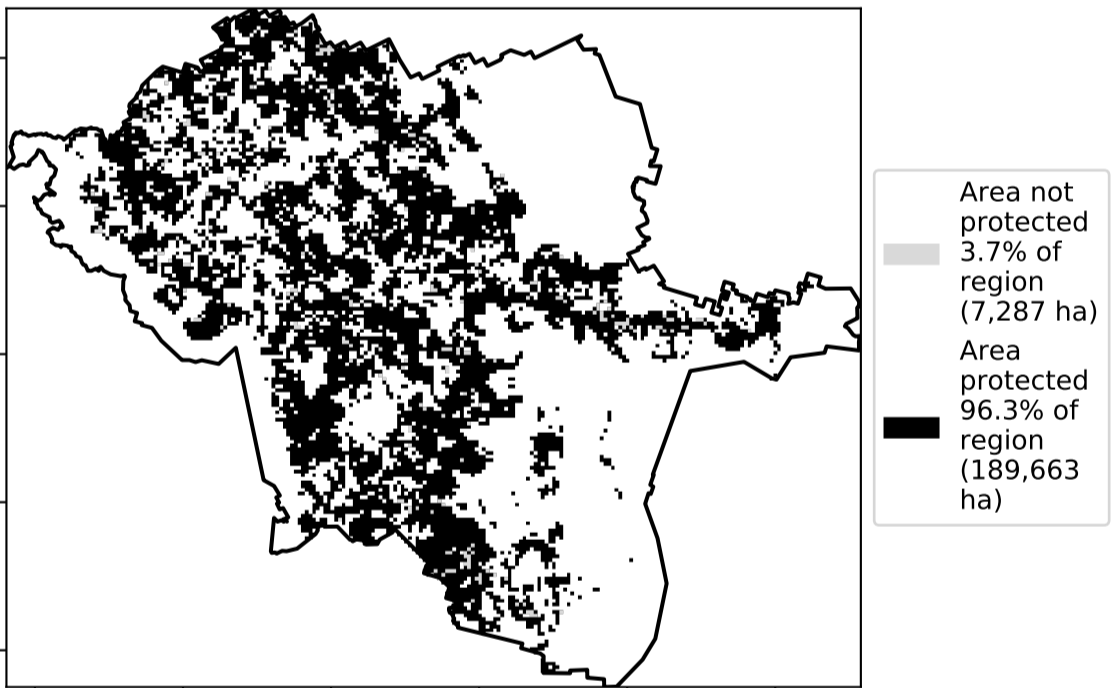 Area not
protected
3.7% of
region
(7,287 ha)
Area
protected
96.3% of
region
(189,663
ha)